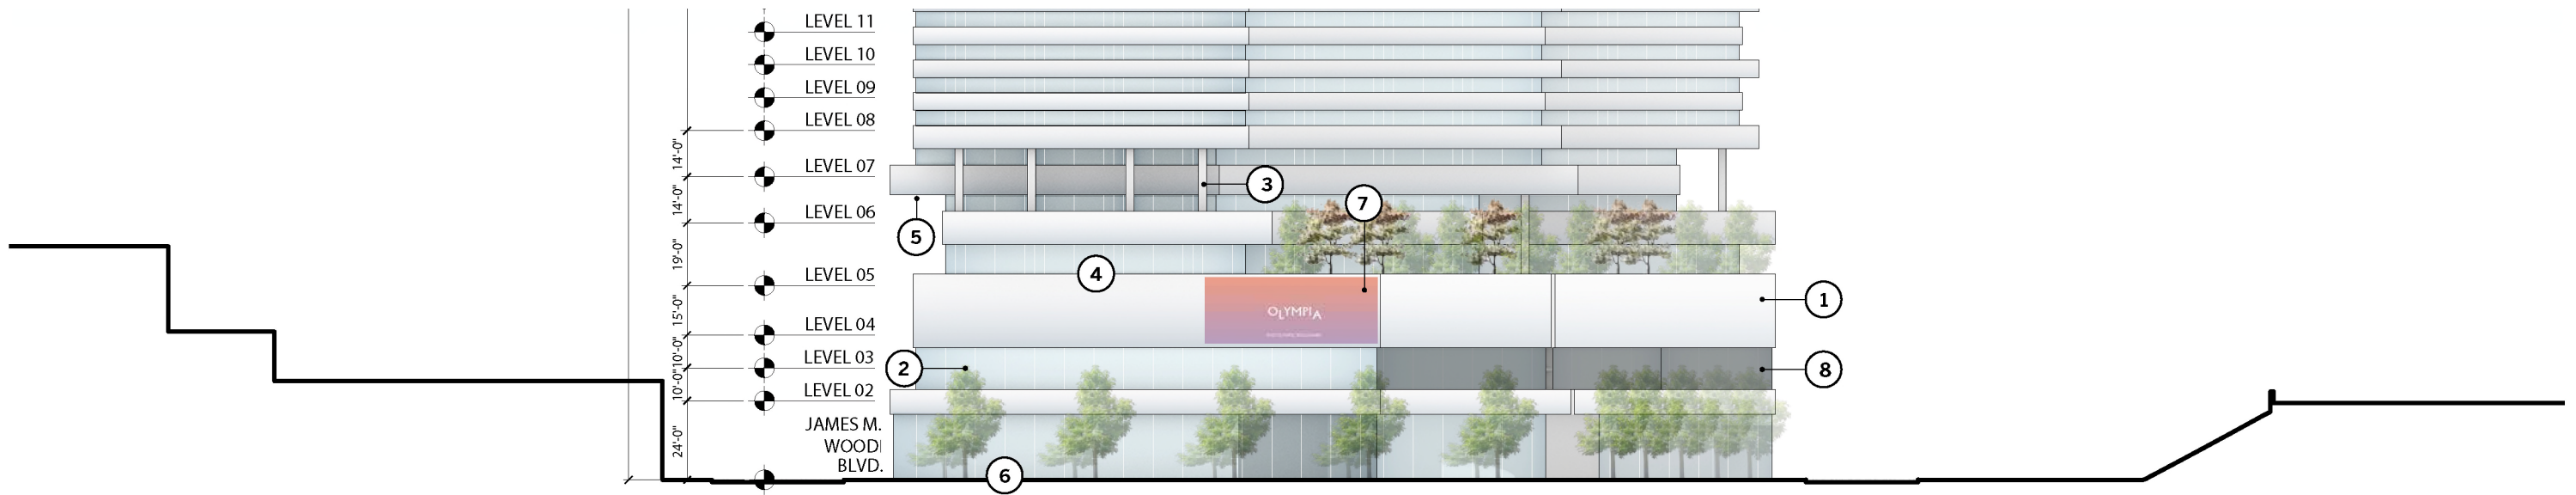 LEVEL 11
LEVEL 10
LEVEL 09
LEVEL 08
14'-0"
LEVEL 07
3
14'-0"
7
LEVEL 06
5
19'-0"
4
LEVEL 05
1
OLYMPIA
15'-0"
LEVEL 04
10'-0"
LEVEL 03
2
8
10'-0"
LEVEL 02
JAMES M.
WOOD
BLVD.
24'-0"
6